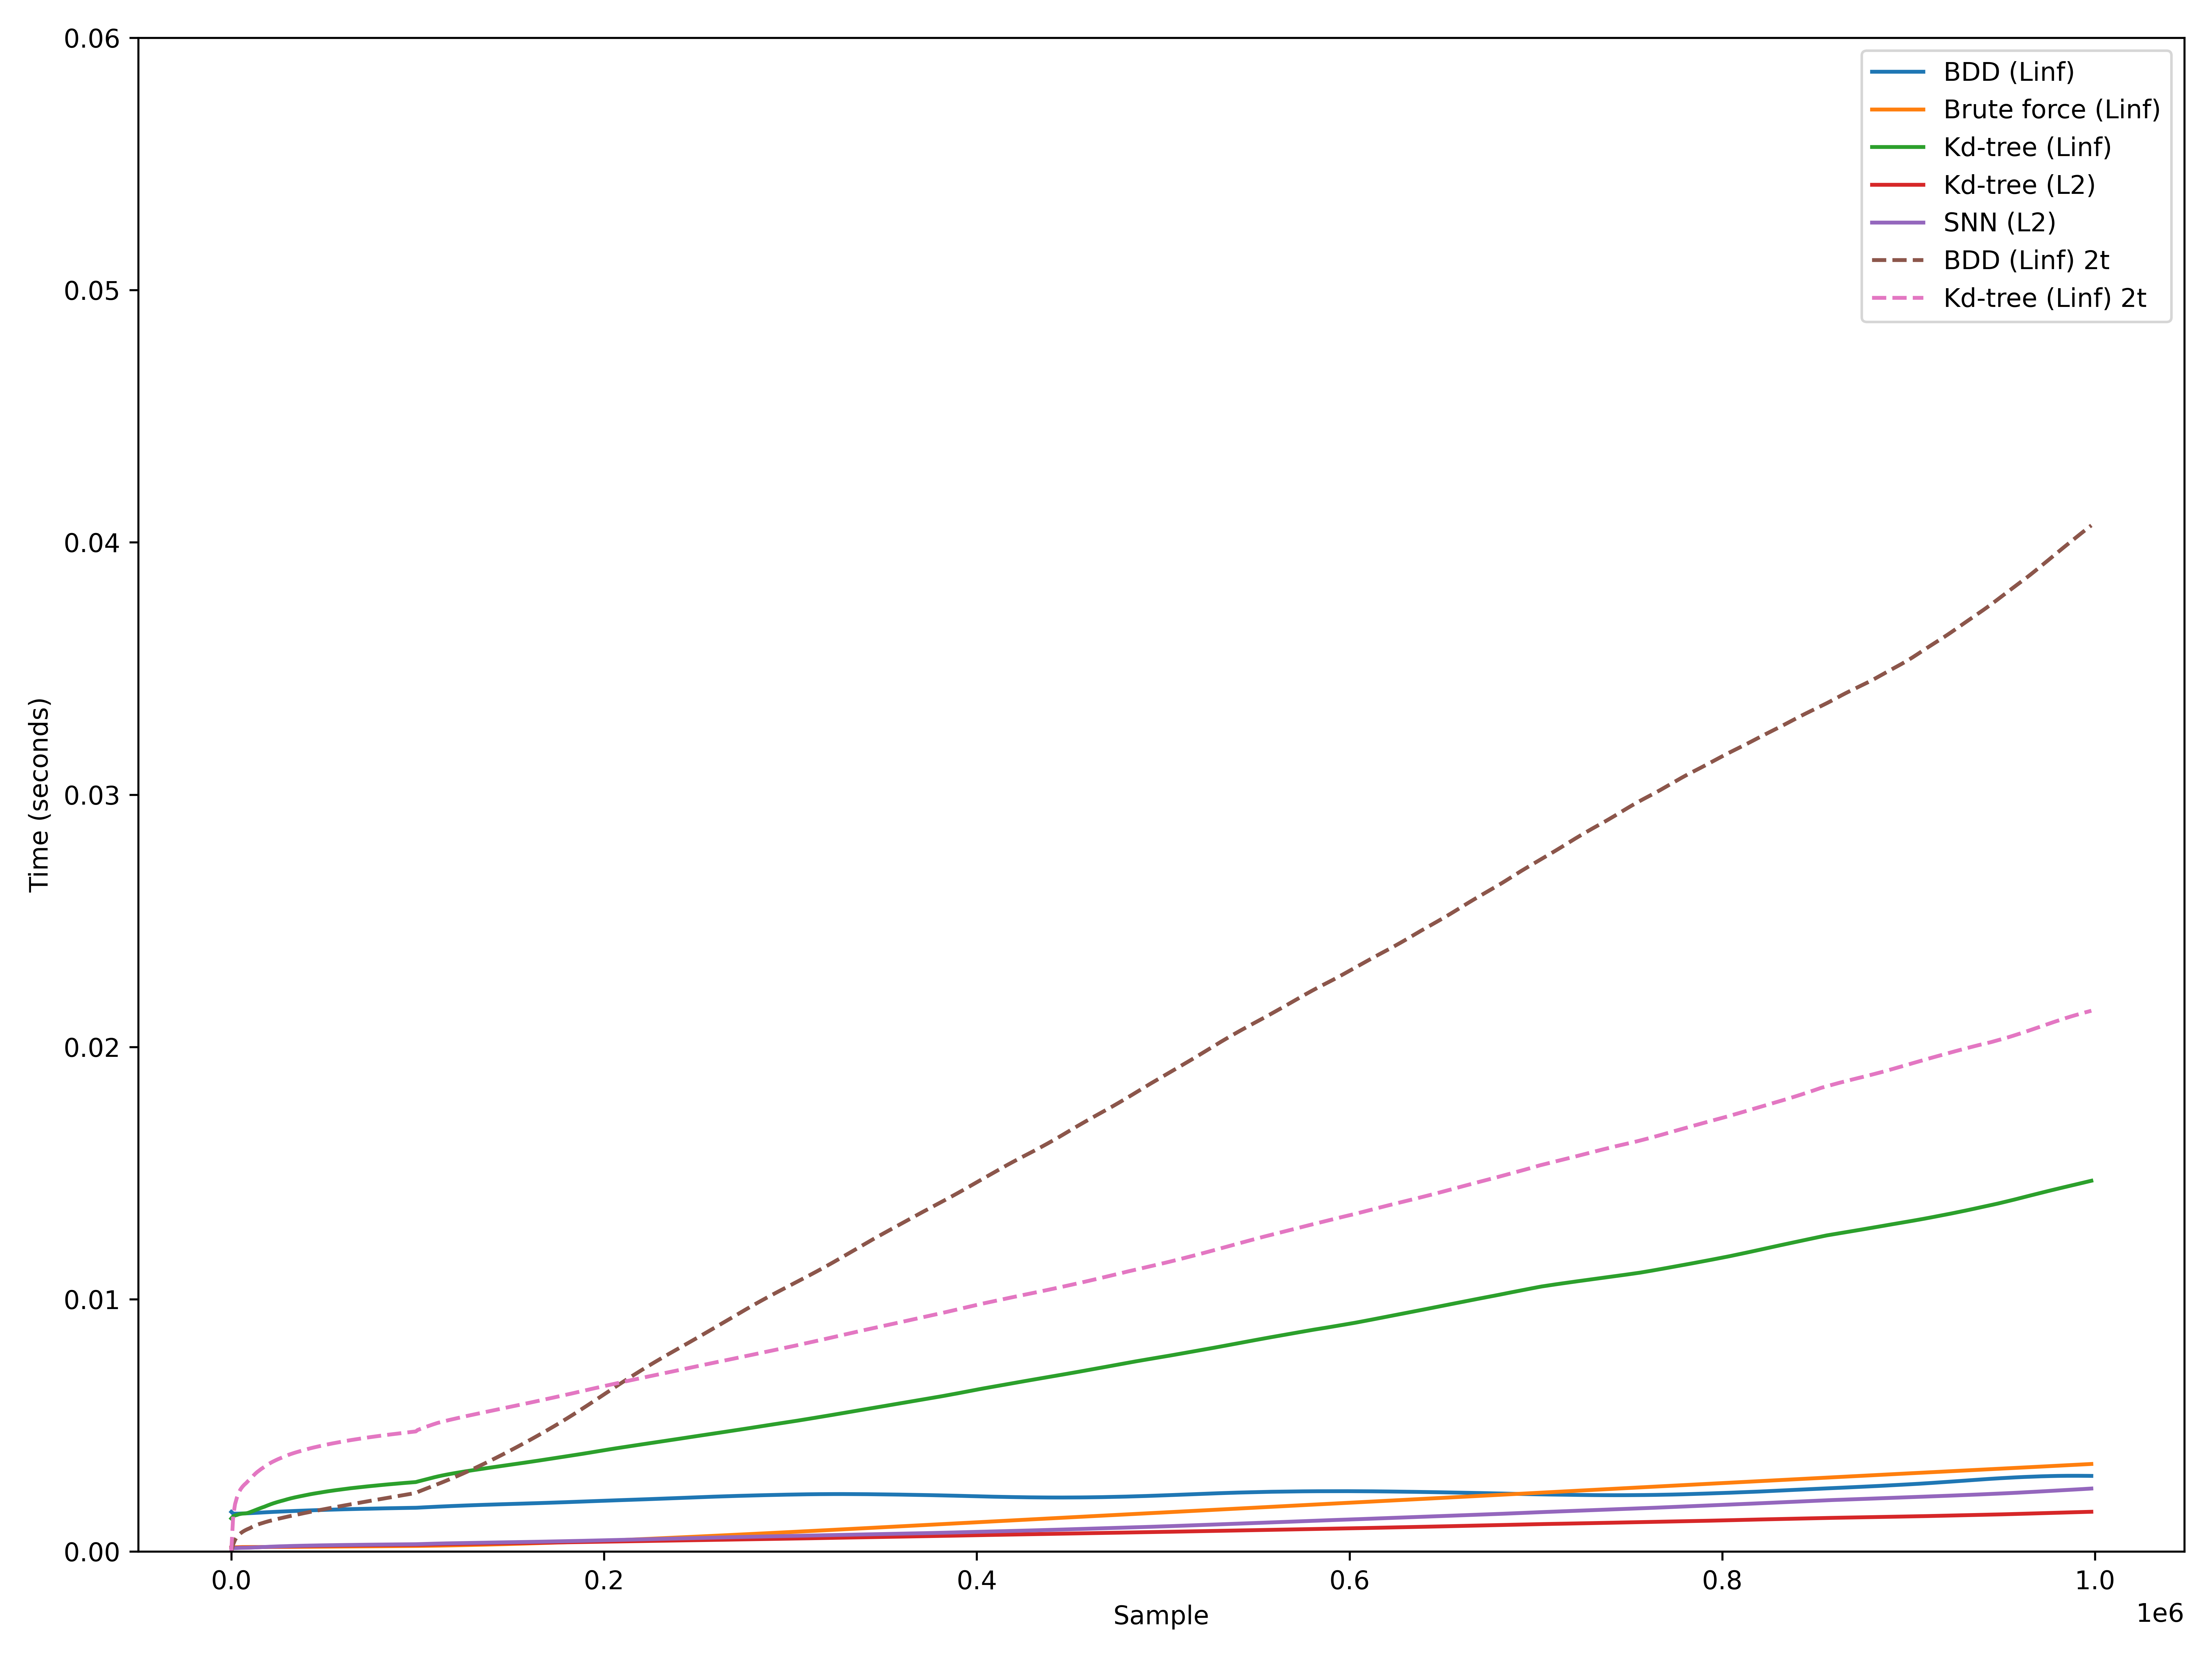 0.06
0.05
0.04
0.03
0.02
0.01
0.00
Time (seconds)
BDD (Linf)
Brute force (Linf)
Kd-tree (Linf)
Kd-tree (L2)
SNN (L2)
BDD (Linf) 2t
Kd-tree (Linf) 2t
0.0 0.2 0.4 0.6 0.8 1.0
Sample
1e6